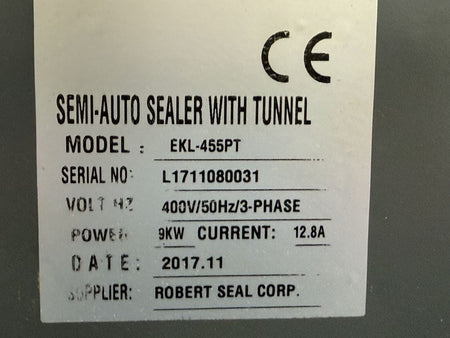 CE
SEMI-AUTO SEALER WITH TUNNEL
MODEL : EKL-455PT
SERIAL NO: L1711080031
VOLT HZ 400V/50Hz/3-PHASE
POWER 9KW CURRENT: 12.8A
DATE: 2017.11
SUPPLIER: ROBERT SEAL CORP.